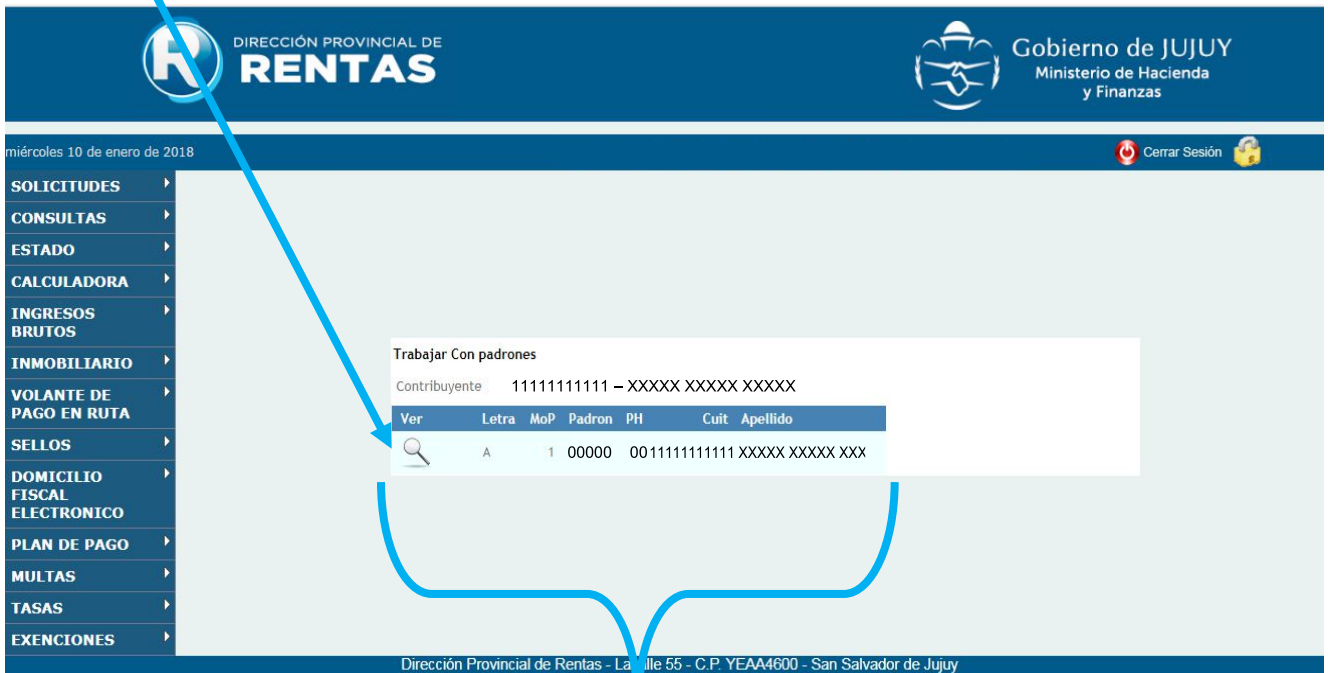 DIRECCIÓN PROVINCIAL DE
RENTAS
Gobierno de JUJUY
Ministerio de Hacienda
y Finanzas
miércoles 10 de enero de 2018
Cerrar Sesión
SOLICITUDES
CONSULTAS
ESTADO
CALCULADORA
INGRESOS
BRUTOS
INMOBILIARIO
VOLANTE DE
PAGO EN RUTA
SELLOS
DOMICILIO
FISCAL
ELECTRONICO
PLAN DE PAGO
MULTAS
TASAS
EXENCIONES
Trabajar Con padrones
Contribuyente 11111111111 – XXXXX XXXXX XXXXX
Ver Letra MoP Padron PH Cuit Apellido
A 1 00000 00 11111111111 XXXXX XXXXX XXX
Dirección Provincial de Rentas - 55 - C.P. YEAA4600 - San Salvador de Jujuy